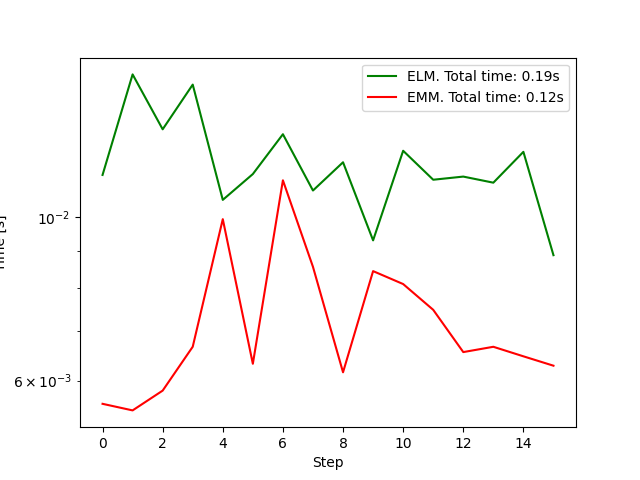 ELM. Total time: 0.19s
EMM. Total time: 0.12s
10⁻²
6 × 10⁻³
Time [s]
0 2 4 6 8 10 12 14
Step